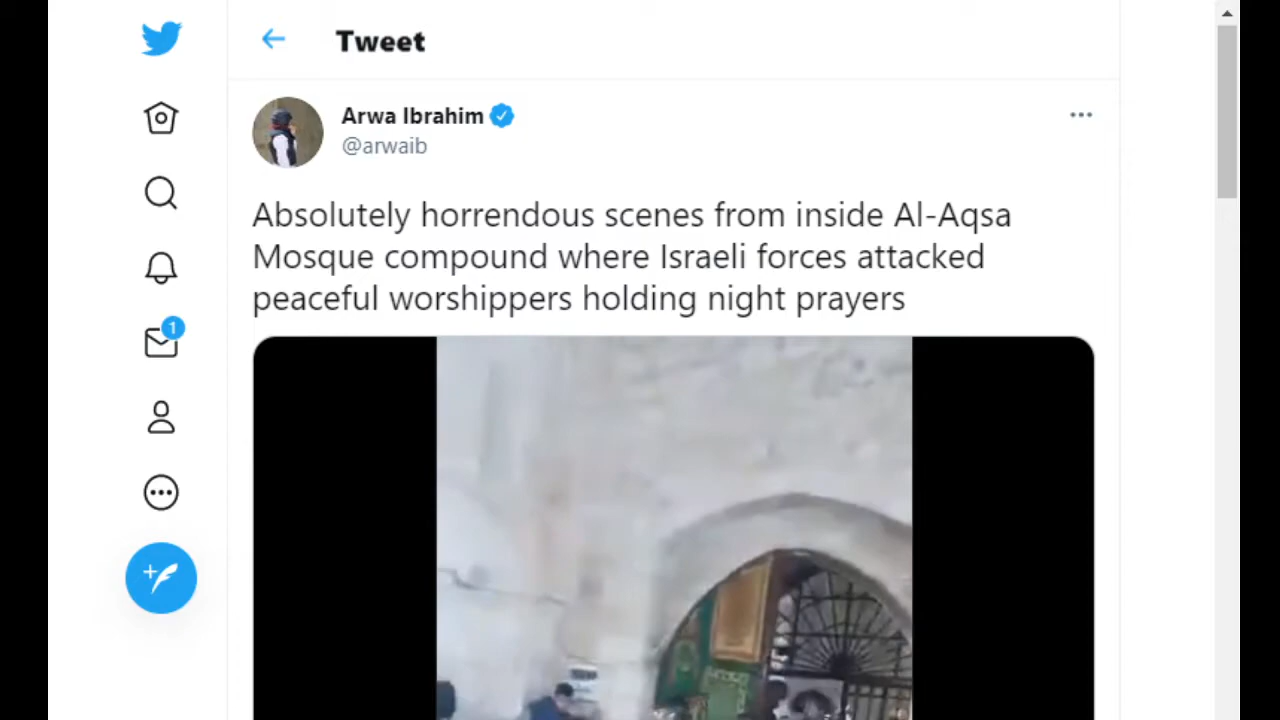 Tweet
Arwa Ibrahim
@arwaib
Absolutely horrendous scenes from inside Al-Aqsa
Mosque compound where Israeli forces attacked
peaceful worshippers holding night prayers
1